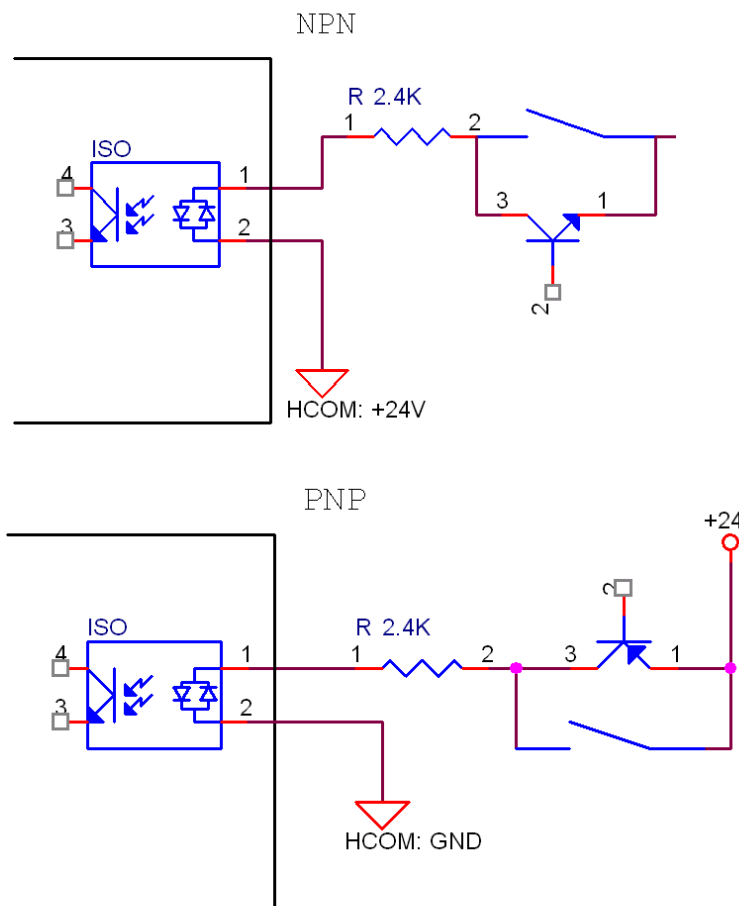 NPN
R 2.4K
1 2
ISO
4 1
3 2
3 1
2
HCOM: +24V
PNP
+24
2
ISO
R 2.4K
4 1 1 2 3 1
3 2
HCOM: GND